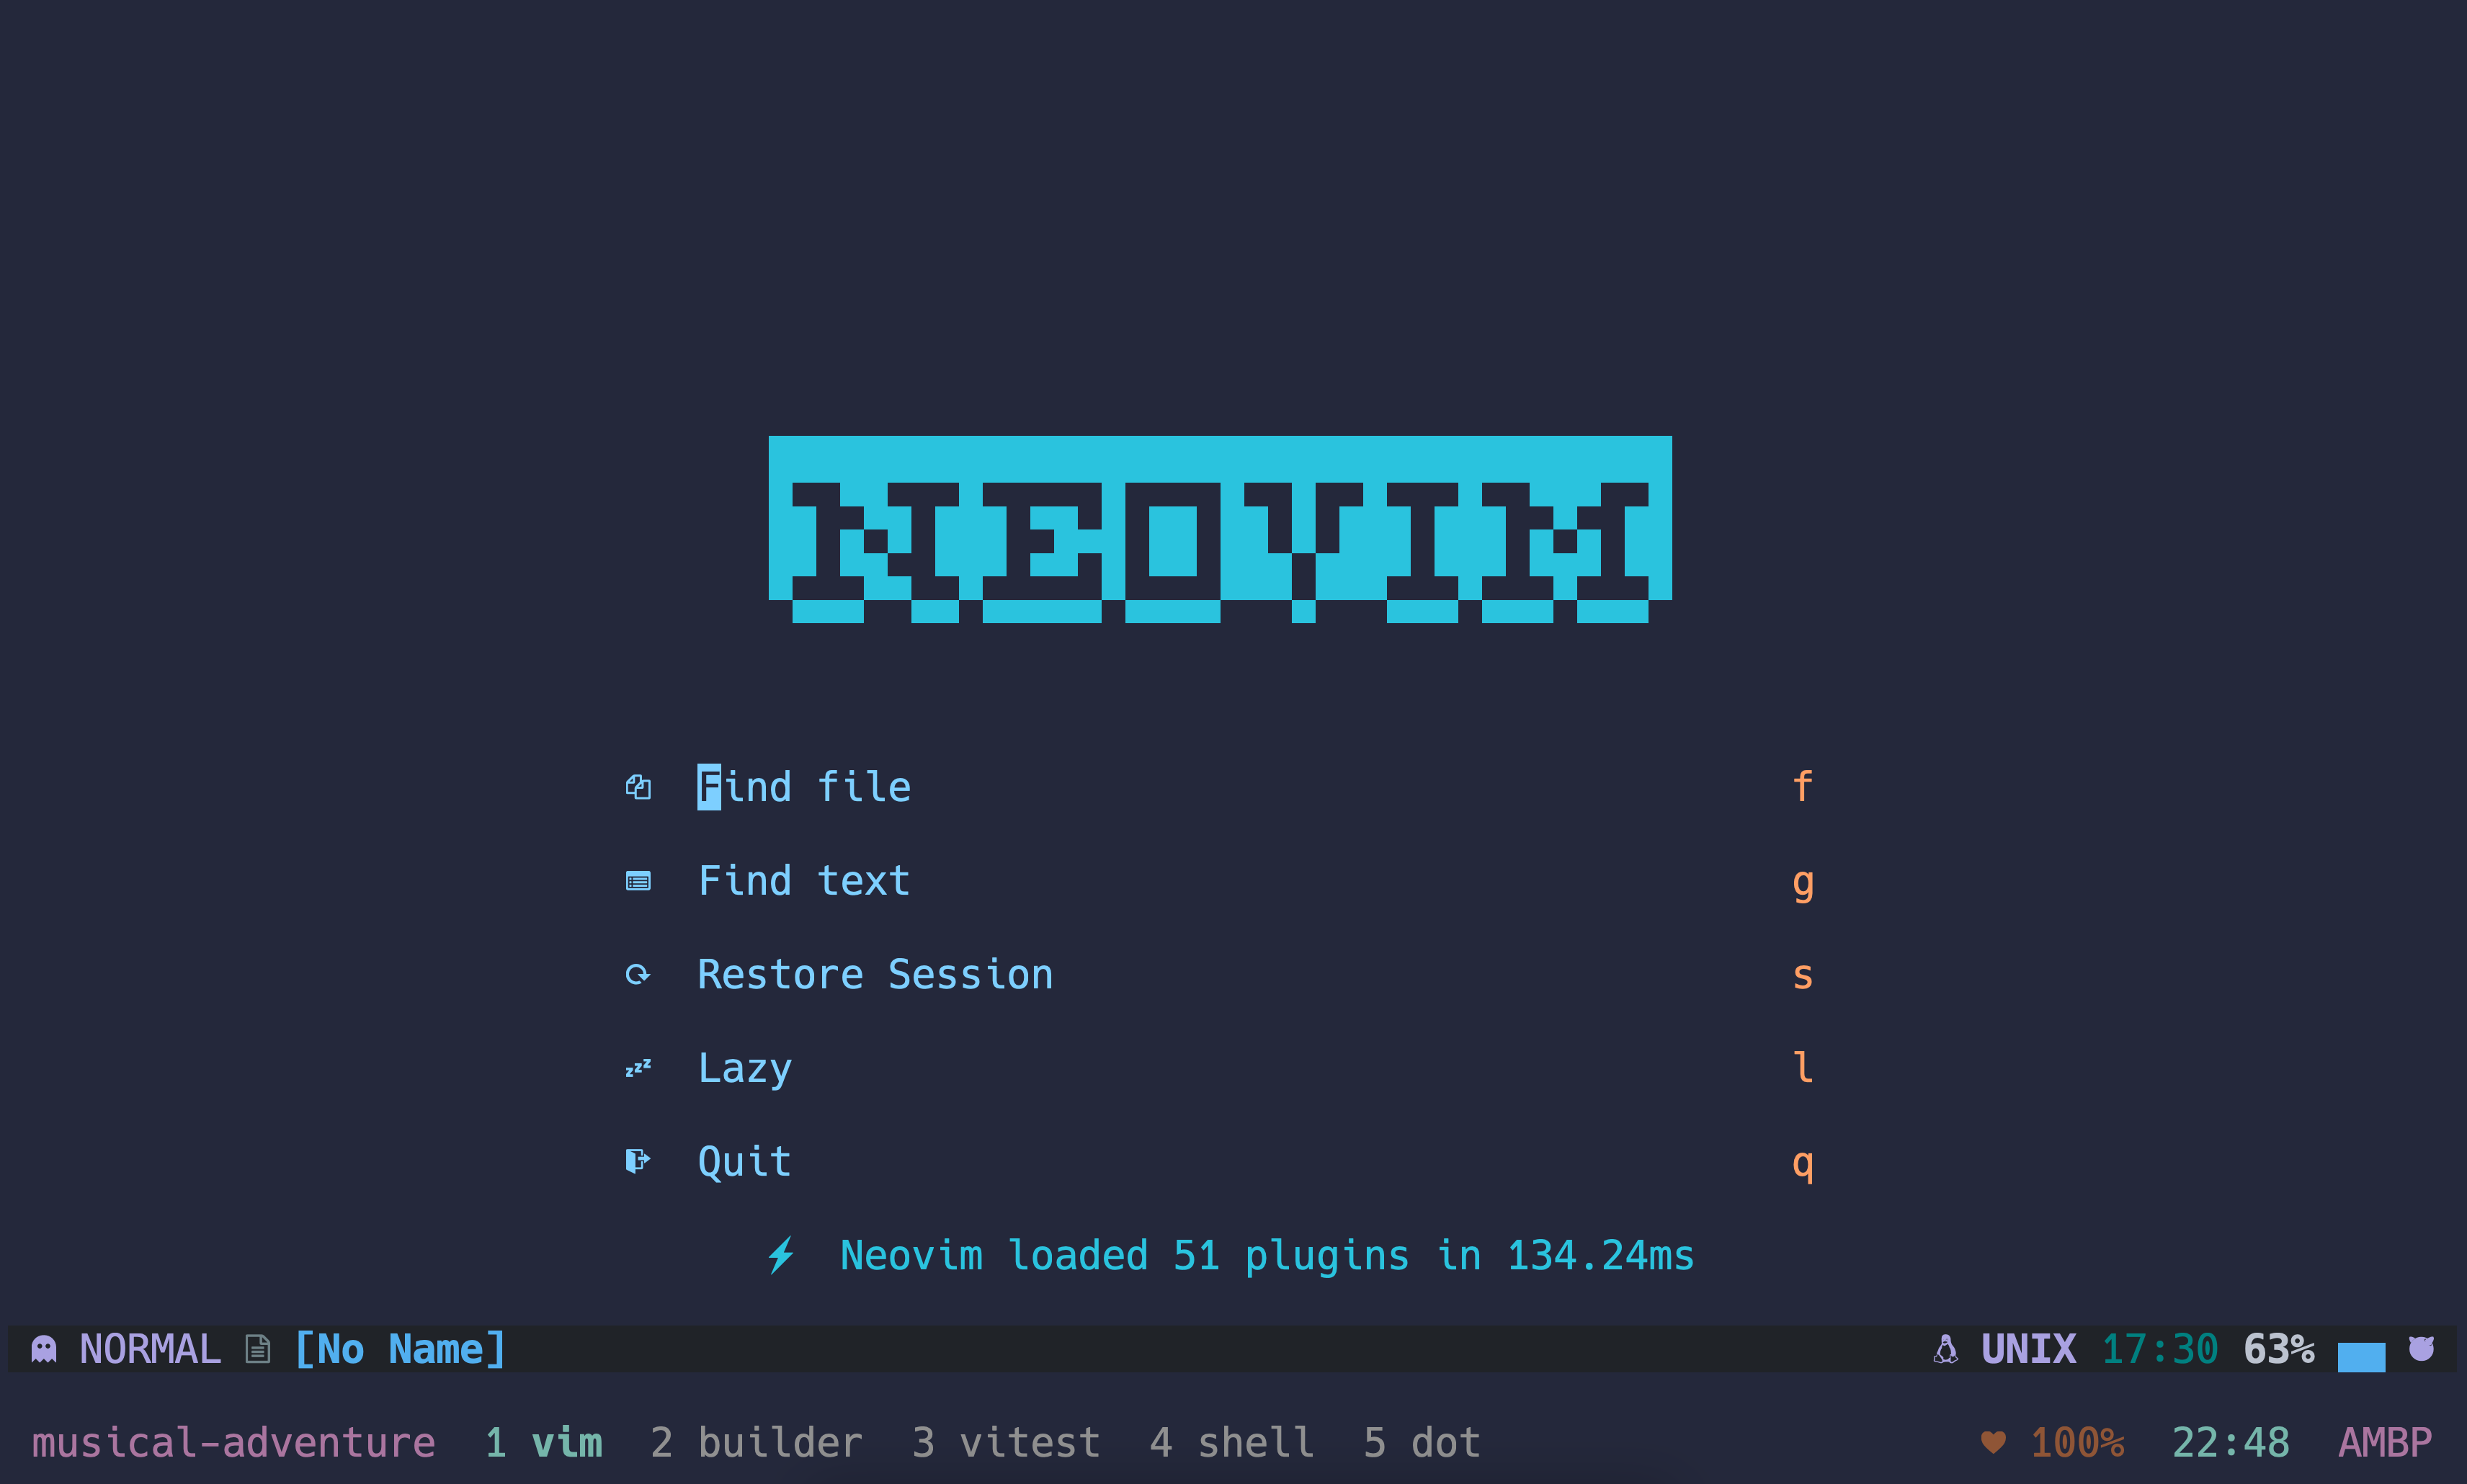 NEOVIM
Find file f
Find text g
Restore Session s
Lazy l
Quit q
Neovim loaded 51 plugins in 134.24ms
NORMAL [No Name] UNIX 17:30 63%
musical-adventure 1 vim 2 builder 3 vitest 4 shell 5 dot 100% 22:48 AMBP